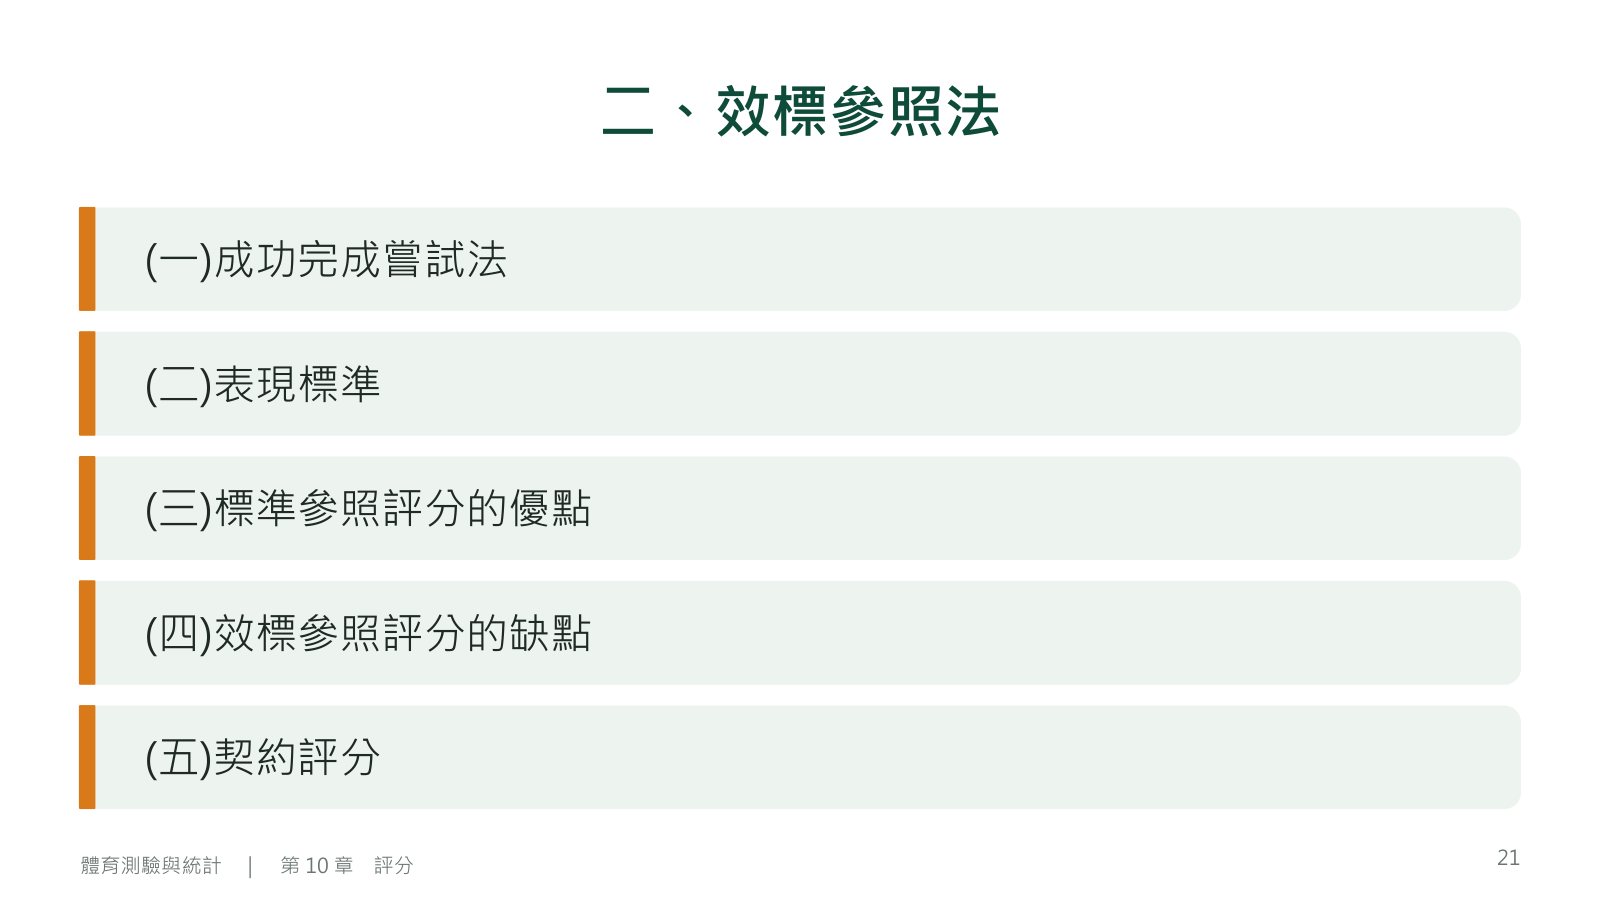 二、效標參照法
(一)成功完成嘗試法
(二)表現標準
(三)標準參照評分的優點
(四)效標參照評分的缺點
(五)契約評分
體育測驗與統計 | 第 10 章 評分
21